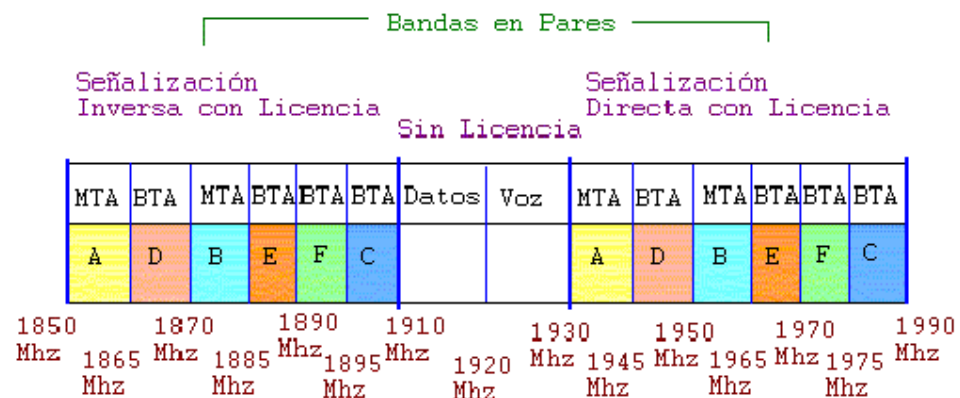 Bandas en Pares
Señalización
Inversa con Licencia
Señalización
Directa con Licencia
Sin Licencia
MTA BTA MTA BTA BTA BTA Datos Voz MTA BTA MTA BTA BTA BTA
A D B E F C A D B E F C
1850 Mhz
1865 Mhz
1870 Mhz
1885 Mhz
1890 Mhz
1895 Mhz
1910 Mhz
1920 Mhz
1930 Mhz
1945 Mhz
1950 Mhz
1965 Mhz
1970 Mhz
1975 Mhz
1990 Mhz